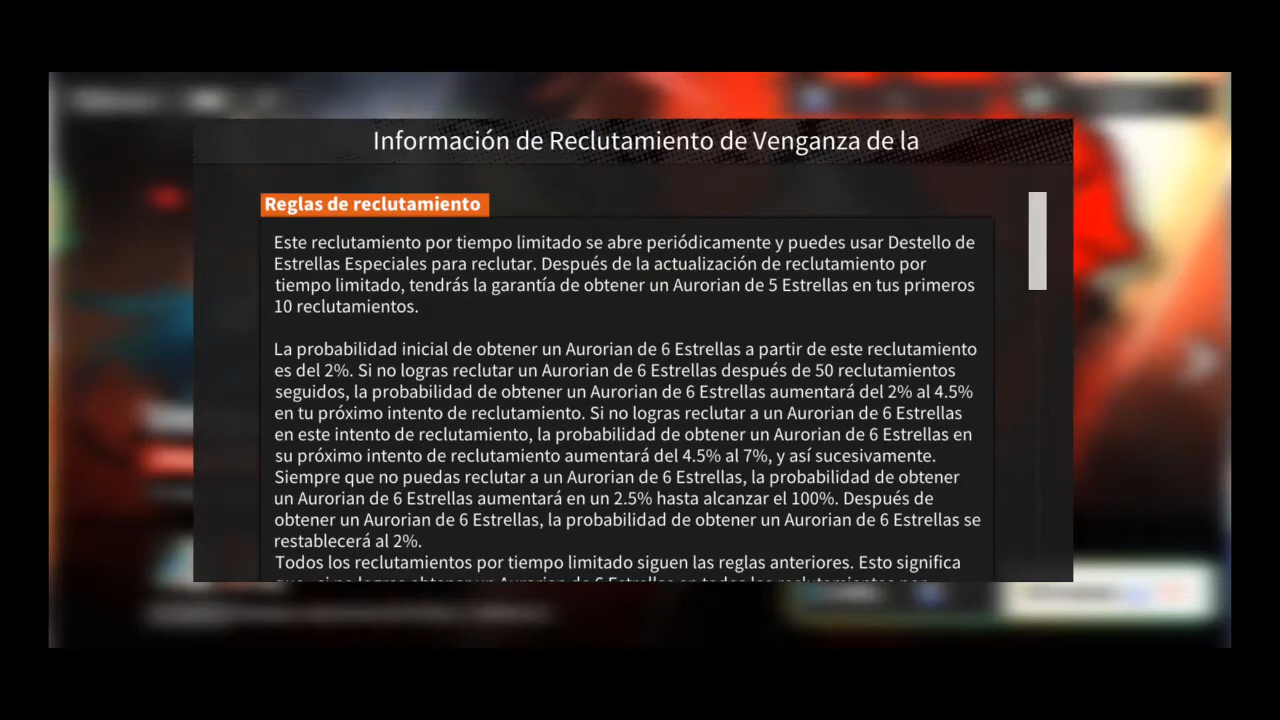 Información de Reclutamiento de Venganza de la
Reglas de reclutamiento
Este reclutamiento por tiempo limitado se abre periódicamente y puedes usar Destello de
Estrellas Especiales para reclutar. Después de la actualización de reclutamiento por
tiempo limitado, tendrás la garantía de obtener un Aurorian de 5 Estrellas en tus primeros
10 reclutamientos.
La probabilidad inicial de obtener un Aurorian de 6 Estrellas a partir de este reclutamiento
es del 2%. Si no logras reclutar un Aurorian de 6 Estrellas después de 50 reclutamientos
seguidos, la probabilidad de obtener un Aurorian de 6 Estrellas aumentará del 2% al 4.5%
en tu próximo intento de reclutamiento. Si no logras reclutar a un Aurorian de 6 Estrellas
en este intento de reclutamiento, la probabilidad de obtener un Aurorian de 6 Estrellas en
su próximo intento de reclutamiento aumentará del 4.5% al 7%, y así sucesivamente.
Siempre que no puedas reclutar a un Aurorian de 6 Estrellas, la probabilidad de obtener
un Aurorian de 6 Estrellas aumentará en un 2.5% hasta alcanzar el 100%. Después de
obtener un Aurorian de 6 Estrellas, la probabilidad de obtener un Aurorian de 6 Estrellas se
restablecerá al 2%.
Todos los reclutamientos por tiempo limitado siguen las reglas anteriores. Esto significa